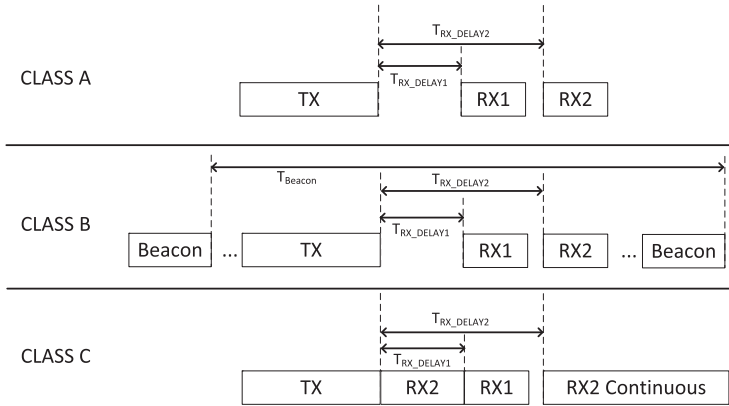 T_RX_DELAY2
T_RX_DELAY1
CLASS A
TX RX1 RX2
T_Beacon
T_RX_DELAY2
T_RX_DELAY1
CLASS B
Beacon ... TX RX1 RX2 ... Beacon
T_RX_DELAY2
T_RX_DELAY1
CLASS C
TX RX2 RX1 RX2 Continuous